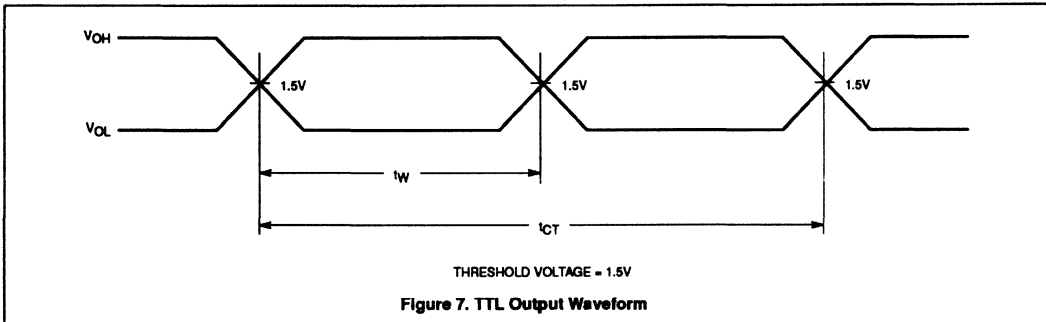 VOH
1.5V 1.5V 1.5V
VOL
tW
tCT
THRESHOLD VOLTAGE = 1.5V
Figure 7. TTL Output Waveform